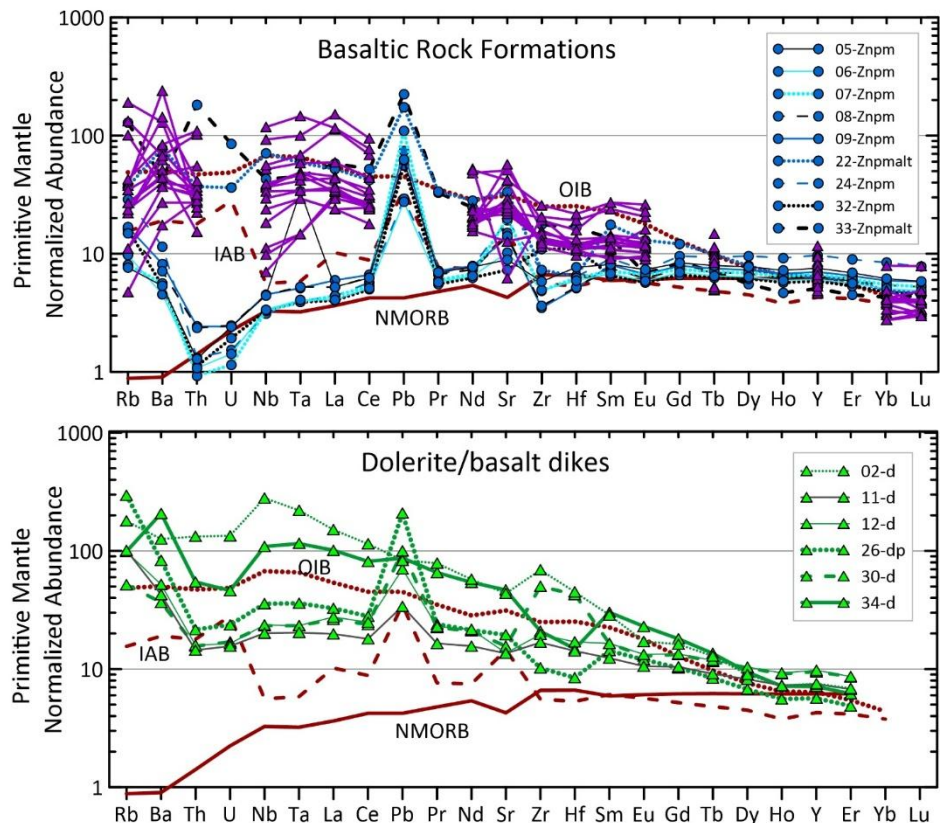 Basaltic Rock Formations
Primitive Mantle
Normalized Abundance
1000
100
10
1
OIB
IAB
NMORB
05-Znpm
06-Znpm
07-Znpm
08-Znpm
09-Znpm
22-Znpmalt
24-Znpm
32-Znpm
33-Znpmalt
Rb Ba Th U Nb Ta La Ce Pb Pr Nd Sr Zr Hf Sm Eu Gd Tb Dy Ho Y Er Yb Lu
Dolerite/basalt dikes
Primitive Mantle
Normalized Abundance
1000
100
10
1
OIB
IAB
NMORB
02-d
11-d
12-d
26-dp
30-d
34-d
Rb Ba Th U Nb Ta La Ce Pb Pr Nd Sr Zr Hf Sm Eu Gd Tb Dy Ho Y Er Yb Lu